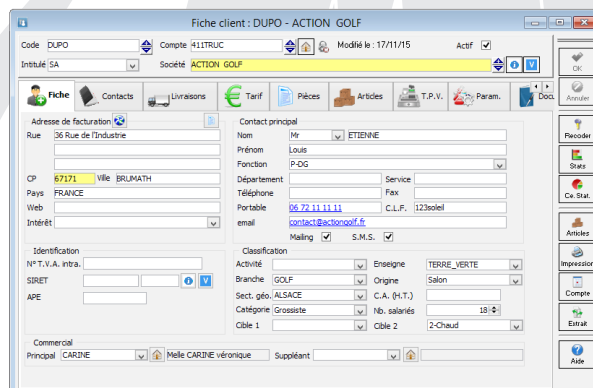 Fiche client : DUPO - ACTION GOLF
Code DUPO Compte 411TRUC Modifié le : 17/11/15 Actif
Intitulé SA Société ACTION GOLF
OK
Annuler
Recoder
Stats
Ce. Stat.
Articles
Impression
Compte
Extrait
Aide
Fiche Contacts Livraisons Tarif Pièces Articles T.P.V. Param. Doc.
Adresse de facturation
Rue 36 Rue de l'Industrie
CP 67171 Ville BRUMATH
Pays FRANCE
Web
Intérêt
Contact principal
Nom Mr ETIENNE
Prénom Louis
Fonction P-DG
Département Service
Téléphone Fax
Portable 06 72 11 11 11 C.L.F. 123soleil
email contact@actiongolf.fr
Mailing S.M.S.
Identification
N° T.V.A. intra.
SIRET
APE
Classification
Activité Enseigne TERRE_VERTE
Branche GOLF Origine Salon
Sect. géo. ALSACE C.A. (H.T.)
Catégorie Grossiste Nb. salariés 18
Cible 1 Cible 2 2-Chaud
Commercial
Principal CARINE Melle CARINE véronique Suppléant